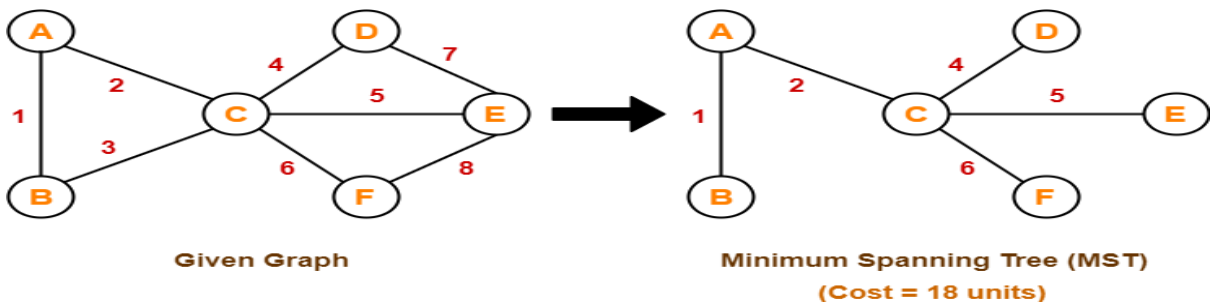 A D A D
4 7 4
2 2
1 C 5 E 1 C 5 E
3 6 8 6
B F B F
Given Graph Minimum Spanning Tree (MST)
(Cost = 18 units)